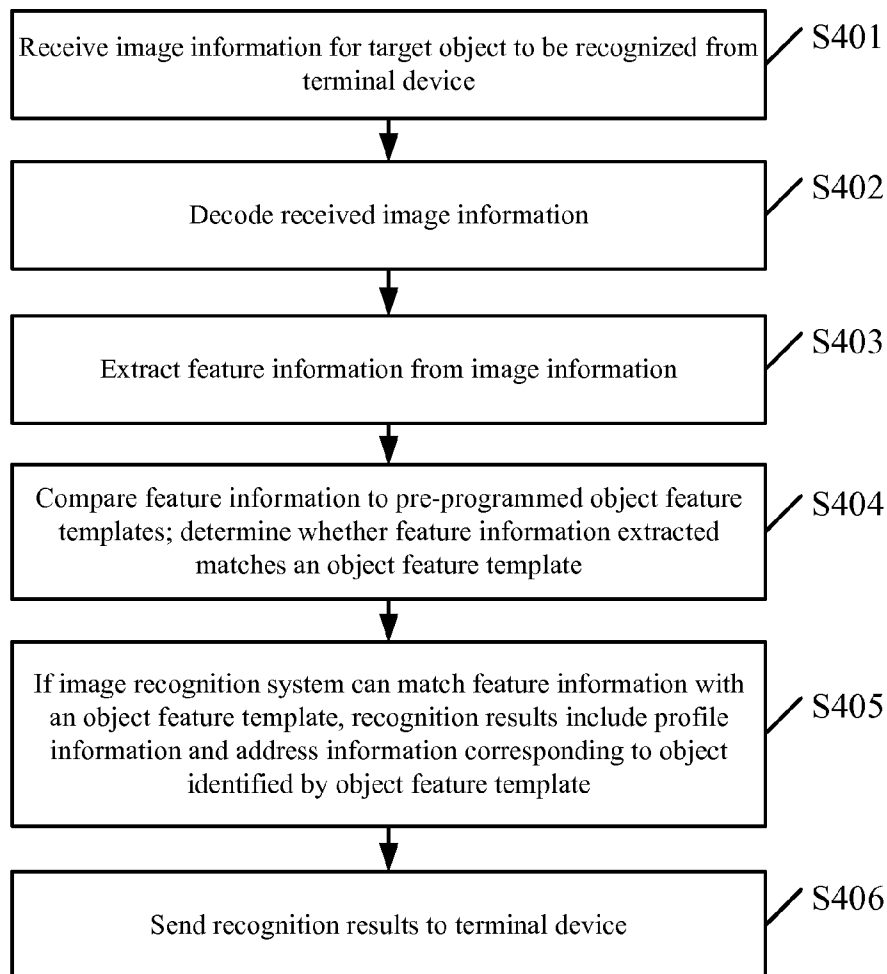 Receive image information for target object to be recognized from
terminal device
S401
Decode received image information
S402
Extract feature information from image information
S403
Compare feature information to pre-programmed object feature
templates; determine whether feature information extracted
matches an object feature template
S404
If image recognition system can match feature information with
an object feature template, recognition results include profile
information and address information corresponding to object
identified by object feature template
S405
Send recognition results to terminal device
S406